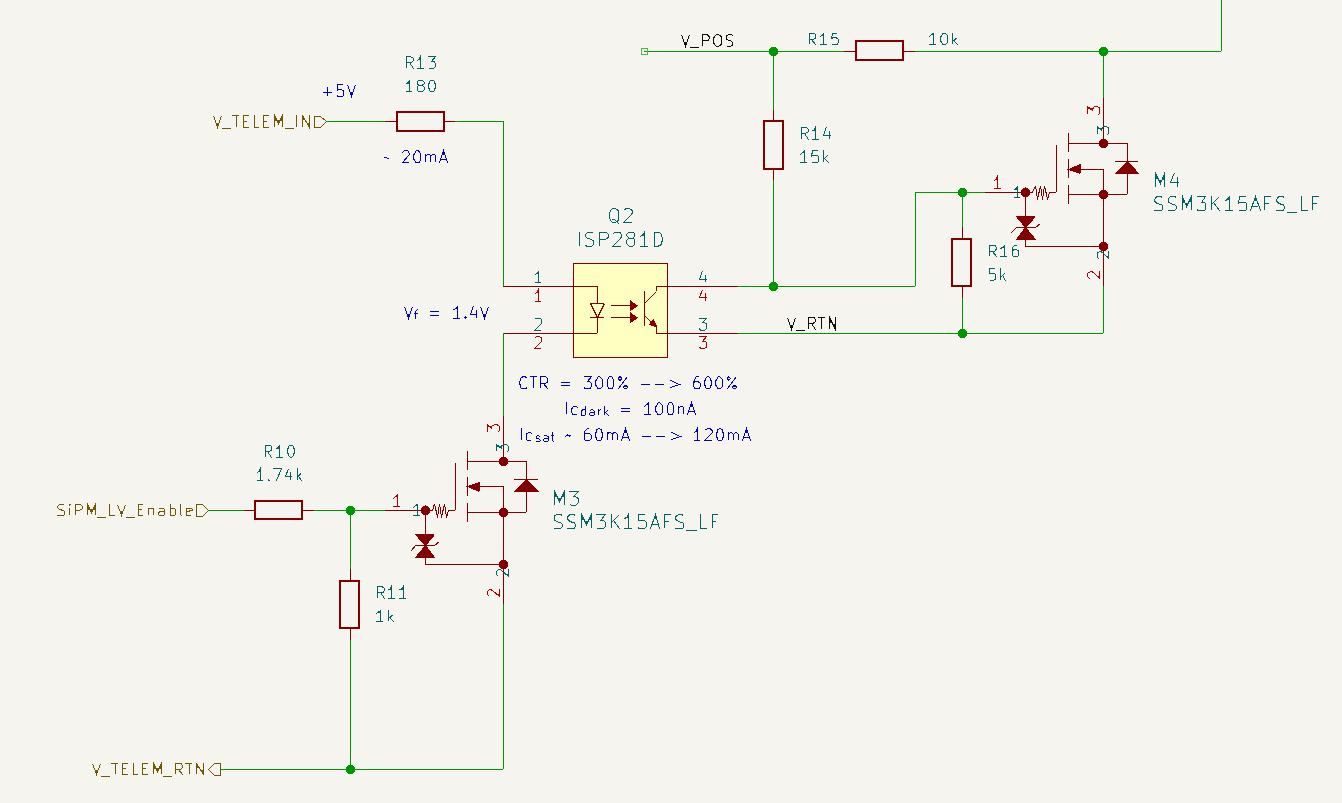 V_POS
R15
10k
R13
180
+5V
V_TELEM_IN
~ 20mA
3
3
R14
15k
1
1
M4
SSM3K15AFS_LF
Q2
ISP281D
R16
5k
2
2
1
1
4
4
Vf = 1.4V
2
2
3
3
V_RTN
CTR = 300% --> 600%
ICdark = 100nA
ICsat ~ 60mA --> 120mA
3
3
R10
1.74k
SiPM_LV_Enable
1
1
M3
SSM3K15AFS_LF
2
2
R11
1k
V_TELEM_RTN